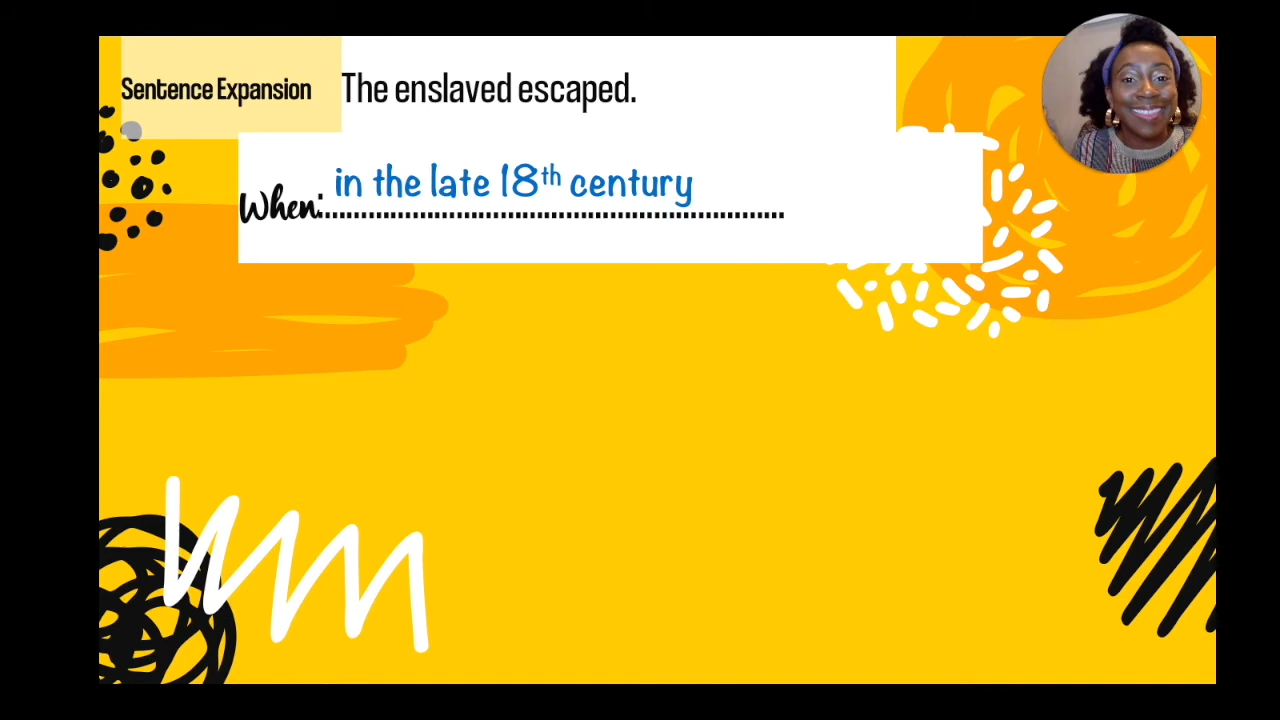 Sentence Expansion The enslaved escaped.
in the late 18th century
When: